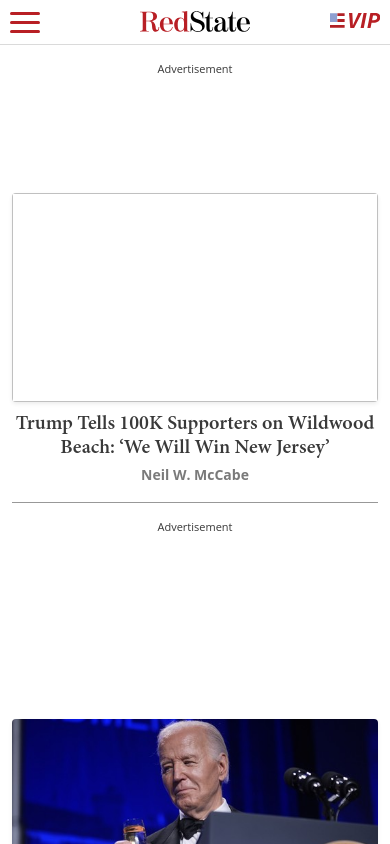 RedState
VIP
Advertisement
Trump Tells 100K Supporters on Wildwood
Beach: ‘We Will Win New Jersey’
Neil W. McCabe
Advertisement